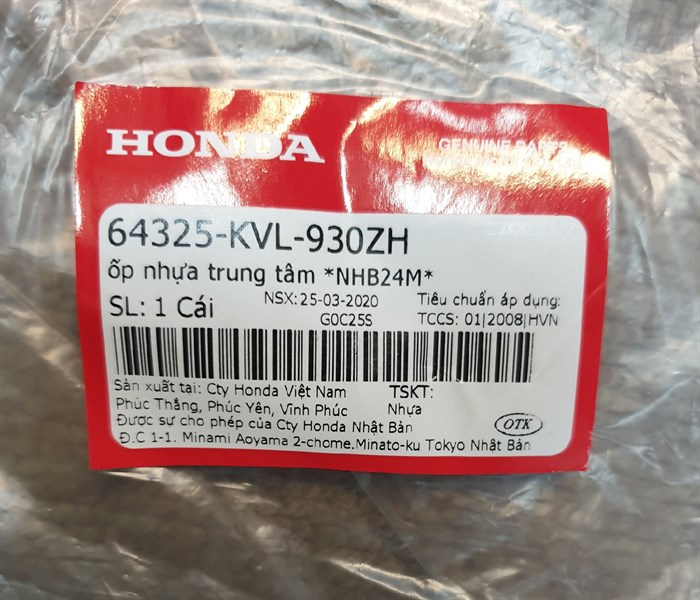 HONDA
GENUINE PARTS
64325-KVL-930ZH
ốp nhựa trung tâm *NHB24M*
SL: 1 Cái
NSX: 25-03-2020
G0C25S
Tiêu chuẩn áp dụng:
TCCS: 01|2008|HVN
Sản xuất tại: Cty Honda Việt Nam
Phúc Thắng, Phúc Yên, Vĩnh Phúc
TSKT:
Nhựa
Được sự cho phép của Cty Honda Nhật Bản
Đ.C 1-1. Minami Aoyama 2-chome.Minato-ku Tokyo Nhật Bản
OTK